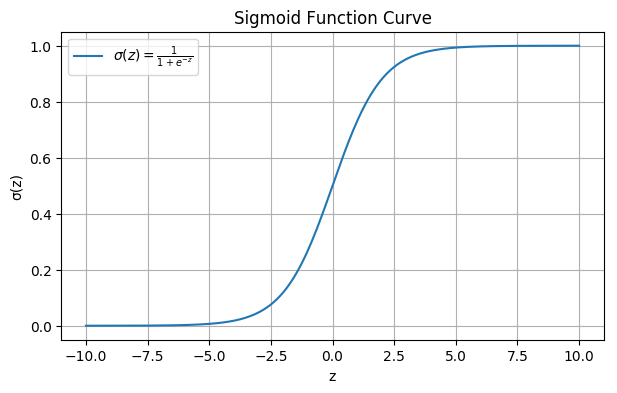 Sigmoid Function Curve
σ(z) = \frac{1}{1 + e^{-z}}
1.0
0.8
0.6
0.4
0.2
0.0
σ(z)
−10.0 −7.5 −5.0 −2.5 0.0 2.5 5.0 7.5 10.0
z